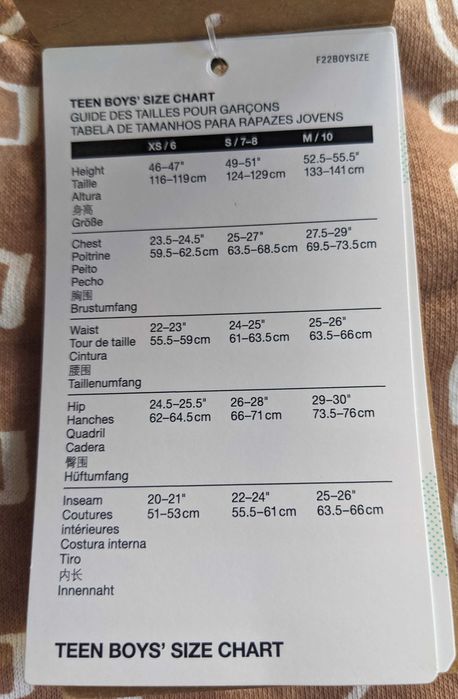 F22BOYSIZE
TEEN BOYS' SIZE CHART
GUIDE DES TAILLES POUR GARÇONS
TABELA DE TAMANHOS PARA RAPAZES JOVENS
XS / 6 S / 7–8 M / 10
Height 46–47" 49–51" 52.5–55.5"
Taille 116–119 cm 124–129 cm 133–141 cm
Altura
身高
Größe
Chest 23.5–24.5" 25–27" 27.5–29"
Poitrine 59.5–62.5 cm 63.5–68.5 cm 69.5–73.5 cm
Peito
Pecho
胸围
Brustumfang
Waist 22–23" 24–25" 25–26"
Tour de taille 55.5–59 cm 61–63.5 cm 63.5–66 cm
Cintura
腰围
Taillenumfang
Hip 24.5–25.5" 26–28" 29–30"
Hanches 62–64.5 cm 66–71 cm 73.5–76 cm
Quadril
Cadera
臀围
Hüftumfang
Inseam 20–21" 22–24" 25–26"
Coutures 51–53 cm 55.5–61 cm 63.5–66 cm
intérieures
Costura interna
Tiro
内长
Innennaht
TEEN BOYS' SIZE CHART